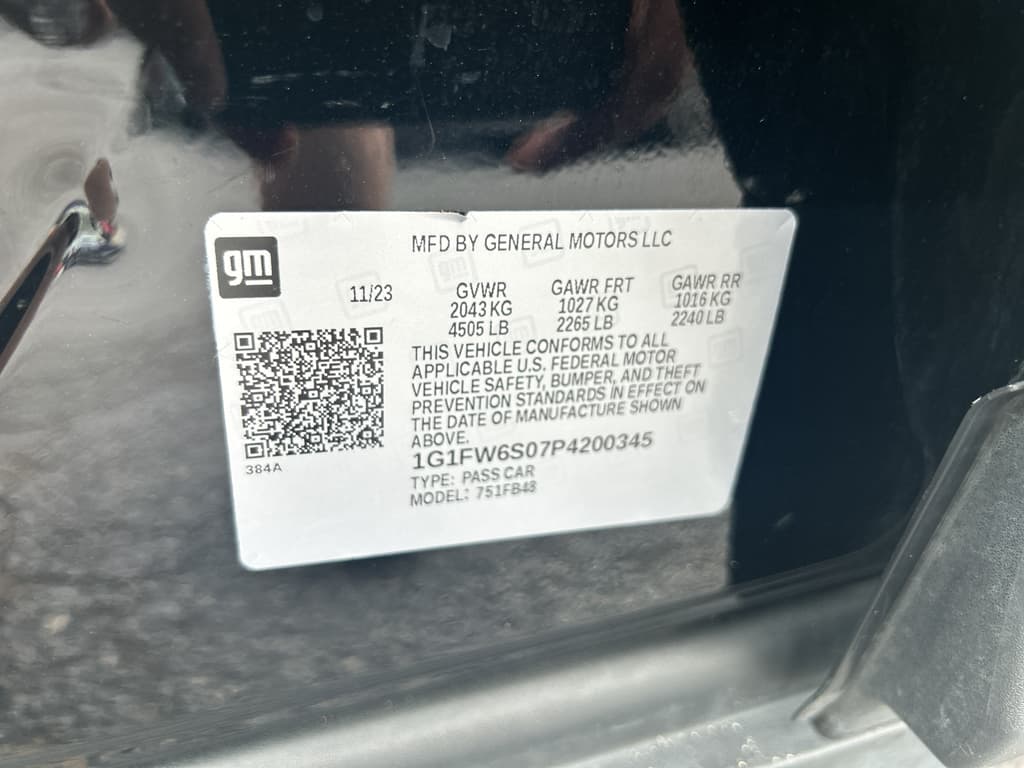 gm
MFD BY GENERAL MOTORS LLC
11/23
GVWR
2043 KG
4505 LB
GAWR FRT
1027 KG
2265 LB
GAWR RR
1016 KG
2240 LB
THIS VEHICLE CONFORMS TO ALL
APPLICABLE U.S. FEDERAL MOTOR
VEHICLE SAFETY, BUMPER, AND THEFT
PREVENTION STANDARDS IN EFFECT ON
THE DATE OF MANUFACTURE SHOWN
ABOVE.
1G1FW6S07P4200345
TYPE: PASS CAR
MODEL: 751FB48
384A